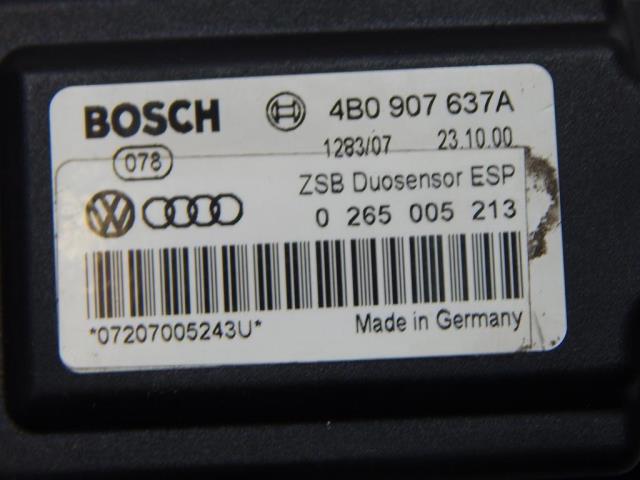 BOSCH 4B0 907 637A
1283/07 23.10.00
078
ZSB Duosensor ESP
0 265 005 213
*07207005243U* Made in Germany